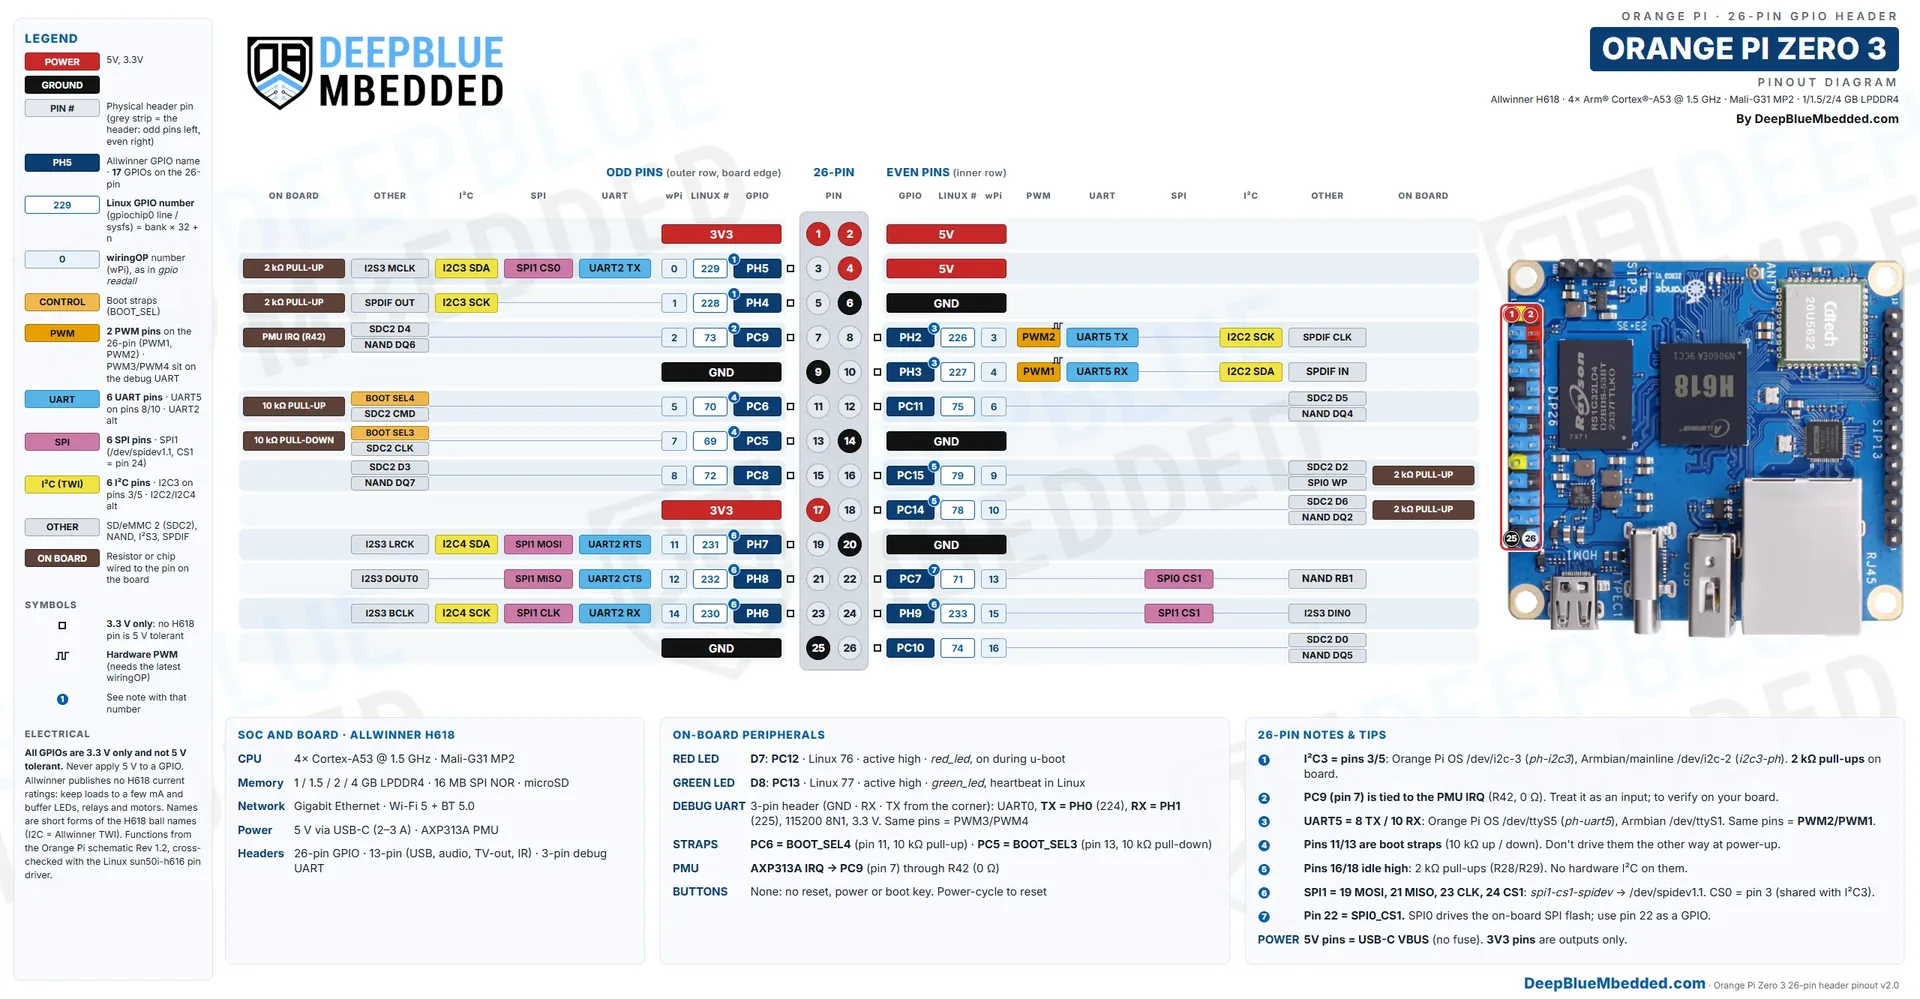 LEGEND
POWER 5V, 3.3V
GROUND
PIN # Physical header pin
(grey strip = the
header: odd pins left,
even right)
PH5 Allwinner GPIO name
· 17 GPIOs on the 26-
pin
229 Linux GPIO number
(gpiochip0 line /
sysfs) = bank × 32 +
n
0 wiringOP number
(wPi), as in gpio
readall
CONTROL Boot straps
(BOOT_SEL)
PWM 2 PWM pins on the
26-pin (PWM1,
PWM2) ·
PWM3/PWM4 sit on
the debug UART
UART 6 UART pins · UART5
on pins 8/10 · UART2
alt
SPI 6 SPI pins · SPI1
(/dev/spidev1.1, CS1
= pin 24)
I²C (TWI) 6 I²C pins · I2C3 on
pins 3/5 · I2C2/I2C4
alt
OTHER SD/eMMC 2 (SDC2),
NAND, I²S3, SPDIF
ON BOARD Resistor or chip
wired to the pin on
the board
SYMBOLS
3.3 V only: no H618
pin is 5 V tolerant
Hardware PWM
(needs the latest
wiringOP)
1 See note with that
number
ELECTRICAL
All GPIOs are 3.3 V only and not 5 V
tolerant. Never apply 5 V to a GPIO.
Allwinner publishes no H618 current
ratings: keep loads to a few mA and
buffer LEDs, relays and motors. Names
are short forms of the H618 ball names
(I2C = Allwinner TWI). Functions from
the Orange Pi schematic Rev 1.2, cross-
checked with the Linux sun50i-h616 pin
driver.
DEEPBLUE
MBEDDED
ORANGE PI · 26-PIN GPIO HEADER
ORANGE PI ZERO 3
PINOUT DIAGRAM
Allwinner H618 · 4× Arm® Cortex®-A53 @ 1.5 GHz · Mali-G31 MP2 · 1/1.5/2/4 GB LPDDR4
By DeepBlueMbedded.com
ODD PINS (outer row, board edge) 26-PIN EVEN PINS (inner row)
ON BOARD OTHER I²C SPI UART wPi LINUX # GPIO PIN GPIO LINUX # wPi PWM UART SPI I²C OTHER ON BOARD
3V3 1 2 5V
2 kΩ PULL-UP I2S3 MCLK I2C3 SDA SPI1 CS0 UART2 TX 0 229 PH5 1 3 4 5V
2 kΩ PULL-UP SPDIF OUT I2C3 SCK 1 228 PH4 1 5 6 GND
PMU IRQ (R42) SDC2 D4 NAND DQ6 2 73 PC9 2 7 8 PH2 3 226 3 PWM2 UART5 TX I2C2 SCK SPDIF CLK
GND 9 10 PH3 3 227 4 PWM1 UART5 RX I2C2 SDA SPDIF IN
10 kΩ PULL-UP BOOT SEL4 SDC2 CMD 5 70 PC6 4 11 12 PC11 75 6 SDC2 D5 NAND DQ4
10 kΩ PULL-DOWN BOOT SEL3 SDC2 CLK 7 69 PC5 4 13 14 GND
SDC2 D3 NAND DQ7 8 72 PC8 15 16 PC15 5 79 9 SDC2 D2 SPI0 WP 2 kΩ PULL-UP
3V3 17 18 PC14 5 78 10 SDC2 D6 NAND DQ2 2 kΩ PULL-UP
I2S3 LRCK I2C4 SDA SPI1 MOSI UART2 RTS 11 231 PH7 6 19 20 GND
I2S3 DOUT0 SPI1 MISO UART2 CTS 12 232 PH8 6 21 22 PC7 7 71 13 SPI0 CS1 NAND RB1
I2S3 BCLK I2C4 SCK SPI1 CLK UART2 RX 14 230 PH6 6 23 24 PH9 6 233 15 SPI1 CS1 I2S3 DIN0
GND 25 26 PC10 74 16 SDC2 D0 NAND DQ5
1 2
25 26
DIP26
SIP3
SIP13
ANT
Cdtech
20U5622
Rayson
RS1G32LO4
H618
HDMI
RJ45
SOC AND BOARD · ALLWINNER H618
CPU 4× Cortex-A53 @ 1.5 GHz · Mali-G31 MP2
Memory 1 / 1.5 / 2 / 4 GB LPDDR4 · 16 MB SPI NOR · microSD
Network Gigabit Ethernet · Wi-Fi 5 + BT 5.0
Power 5 V via USB-C (2–3 A) · AXP313A PMU
Headers 26-pin GPIO · 13-pin (USB, audio, TV-out, IR) · 3-pin debug
UART
ON-BOARD PERIPHERALS
RED LED D7: PC12 · Linux 76 · active high · red_led, on during u-boot
GREEN LED D8: PC13 · Linux 77 · active high · green_led, heartbeat in Linux
DEBUG UART 3-pin header (GND · RX · TX from the corner): UART0, TX = PH0 (224), RX = PH1
(225), 115200 8N1, 3.3 V. Same pins = PWM3/PWM4
STRAPS PC6 = BOOT_SEL4 (pin 11, 10 kΩ pull-up) · PC5 = BOOT_SEL3 (pin 13, 10 kΩ pull-down)
PMU AXP313A IRQ → PC9 (pin 7) through R42 (0 Ω)
BUTTONS None: no reset, power or boot key. Power-cycle to reset
26-PIN NOTES & TIPS
1 I²C3 = pins 3/5: Orange Pi OS /dev/i2c-3 (ph-i2c3), Armbian/mainline /dev/i2c-2 (i2c3-ph). 2 kΩ pull-ups on
board.
2 PC9 (pin 7) is tied to the PMU IRQ (R42, 0 Ω). Treat it as an input; to verify on your board.
3 UART5 = 8 TX / 10 RX: Orange Pi OS /dev/ttyS5 (ph-uart5), Armbian /dev/ttyS1. Same pins = PWM2/PWM1.
4 Pins 11/13 are boot straps (10 kΩ up / down). Don't drive them the other way at power-up.
5 Pins 16/18 idle high: 2 kΩ pull-ups (R28/R29). No hardware I²C on them.
6 SPI1 = 19 MOSI, 21 MISO, 23 CLK, 24 CS1: spi1-cs1-spidev → /dev/spidev1.1. CS0 = pin 3 (shared with I²C3).
7 Pin 22 = SPI0_CS1. SPI0 drives the on-board SPI flash; use pin 22 as a GPIO.
POWER 5V pins = USB-C VBUS (no fuse). 3V3 pins are outputs only.
DeepBlueMbedded.com · Orange Pi Zero 3 26-pin header pinout v2.0